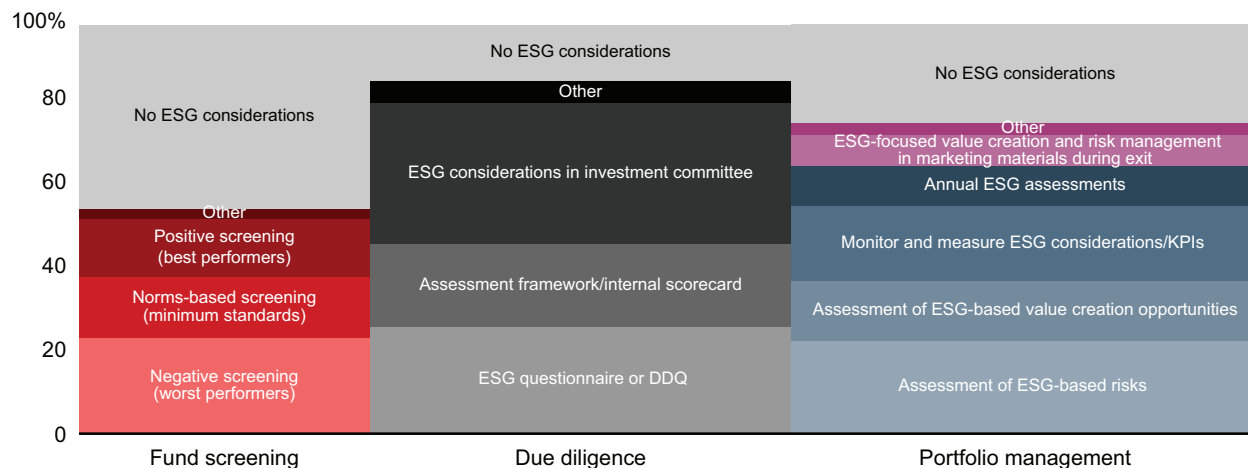 100%
80
60
40
20
0
No ESG considerations
Other
Positive screening
(best performers)
Norms-based screening
(minimum standards)
Negative screening
(worst performers)
Fund screening
No ESG considerations
Other
ESG considerations in investment committee
Assessment framework/internal scorecard
ESG questionnaire or DDQ
Due diligence
No ESG considerations
Other
ESG-focused value creation and risk management
in marketing materials during exit
Annual ESG assessments
Monitor and measure ESG considerations/KPIs
Assessment of ESG-based value creation opportunities
Assessment of ESG-based risks
Portfolio management